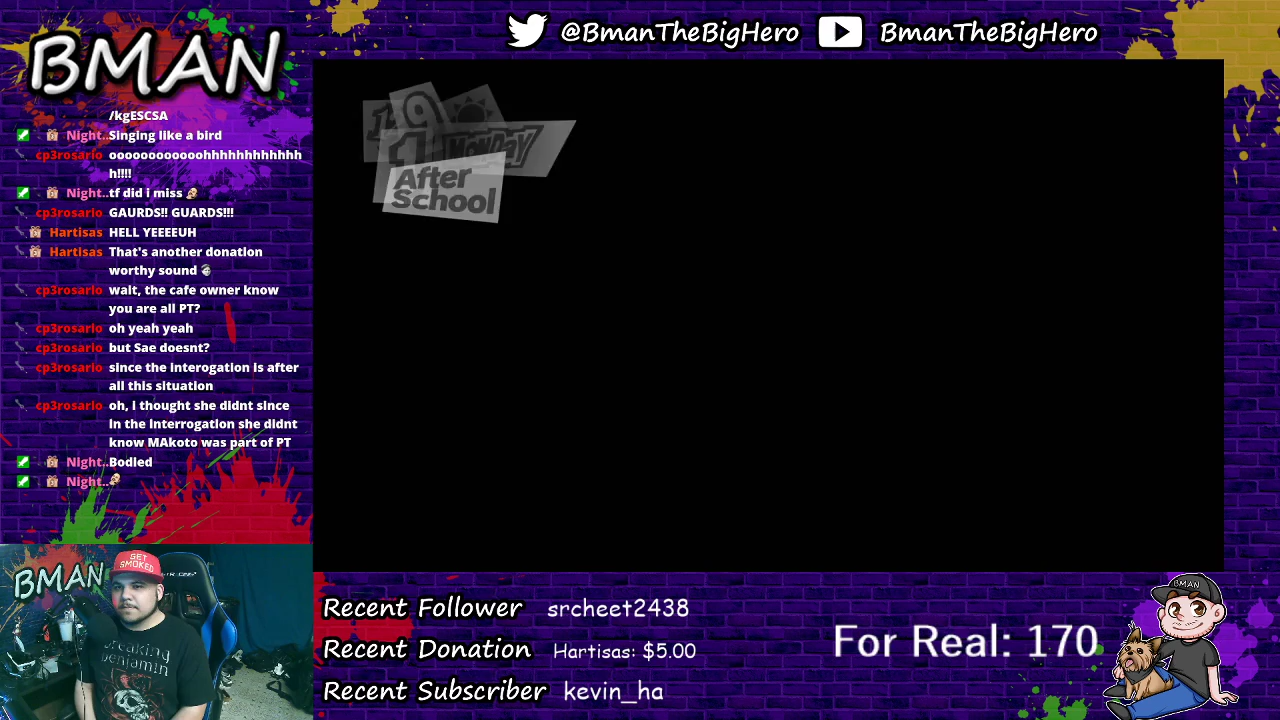 BMAN
@BmanTheBigHero
BmanTheBigHero
/kgESCSA
Night.. Singing like a bird
cp3rosario oooooooooooohhhhhhhhhhhh
h!!!!
Night.. tf did i miss
cp3rosario GAURDS!! GUARDS!!!
Hartisas HELL YEEEEUH
Hartisas That's another donation
worthy sound
cp3rosario wait, the cafe owner know
you are all PT?
cp3rosario oh yeah yeah
cp3rosario but Sae doesnt?
cp3rosario since the interogation is after
all this situation
cp3rosario oh, i thought she didnt since
in the interrogation she didnt
know MAkoto was part of PT
Night.. Bodied
Night..
Monday
After
School
BMAN
GET
SMOKED
breaking
benjamin
Recent Follower srcheet2438
Recent Donation Hartisas: $5.00
Recent Subscriber kevin_ha
For Real: 170
BMAN